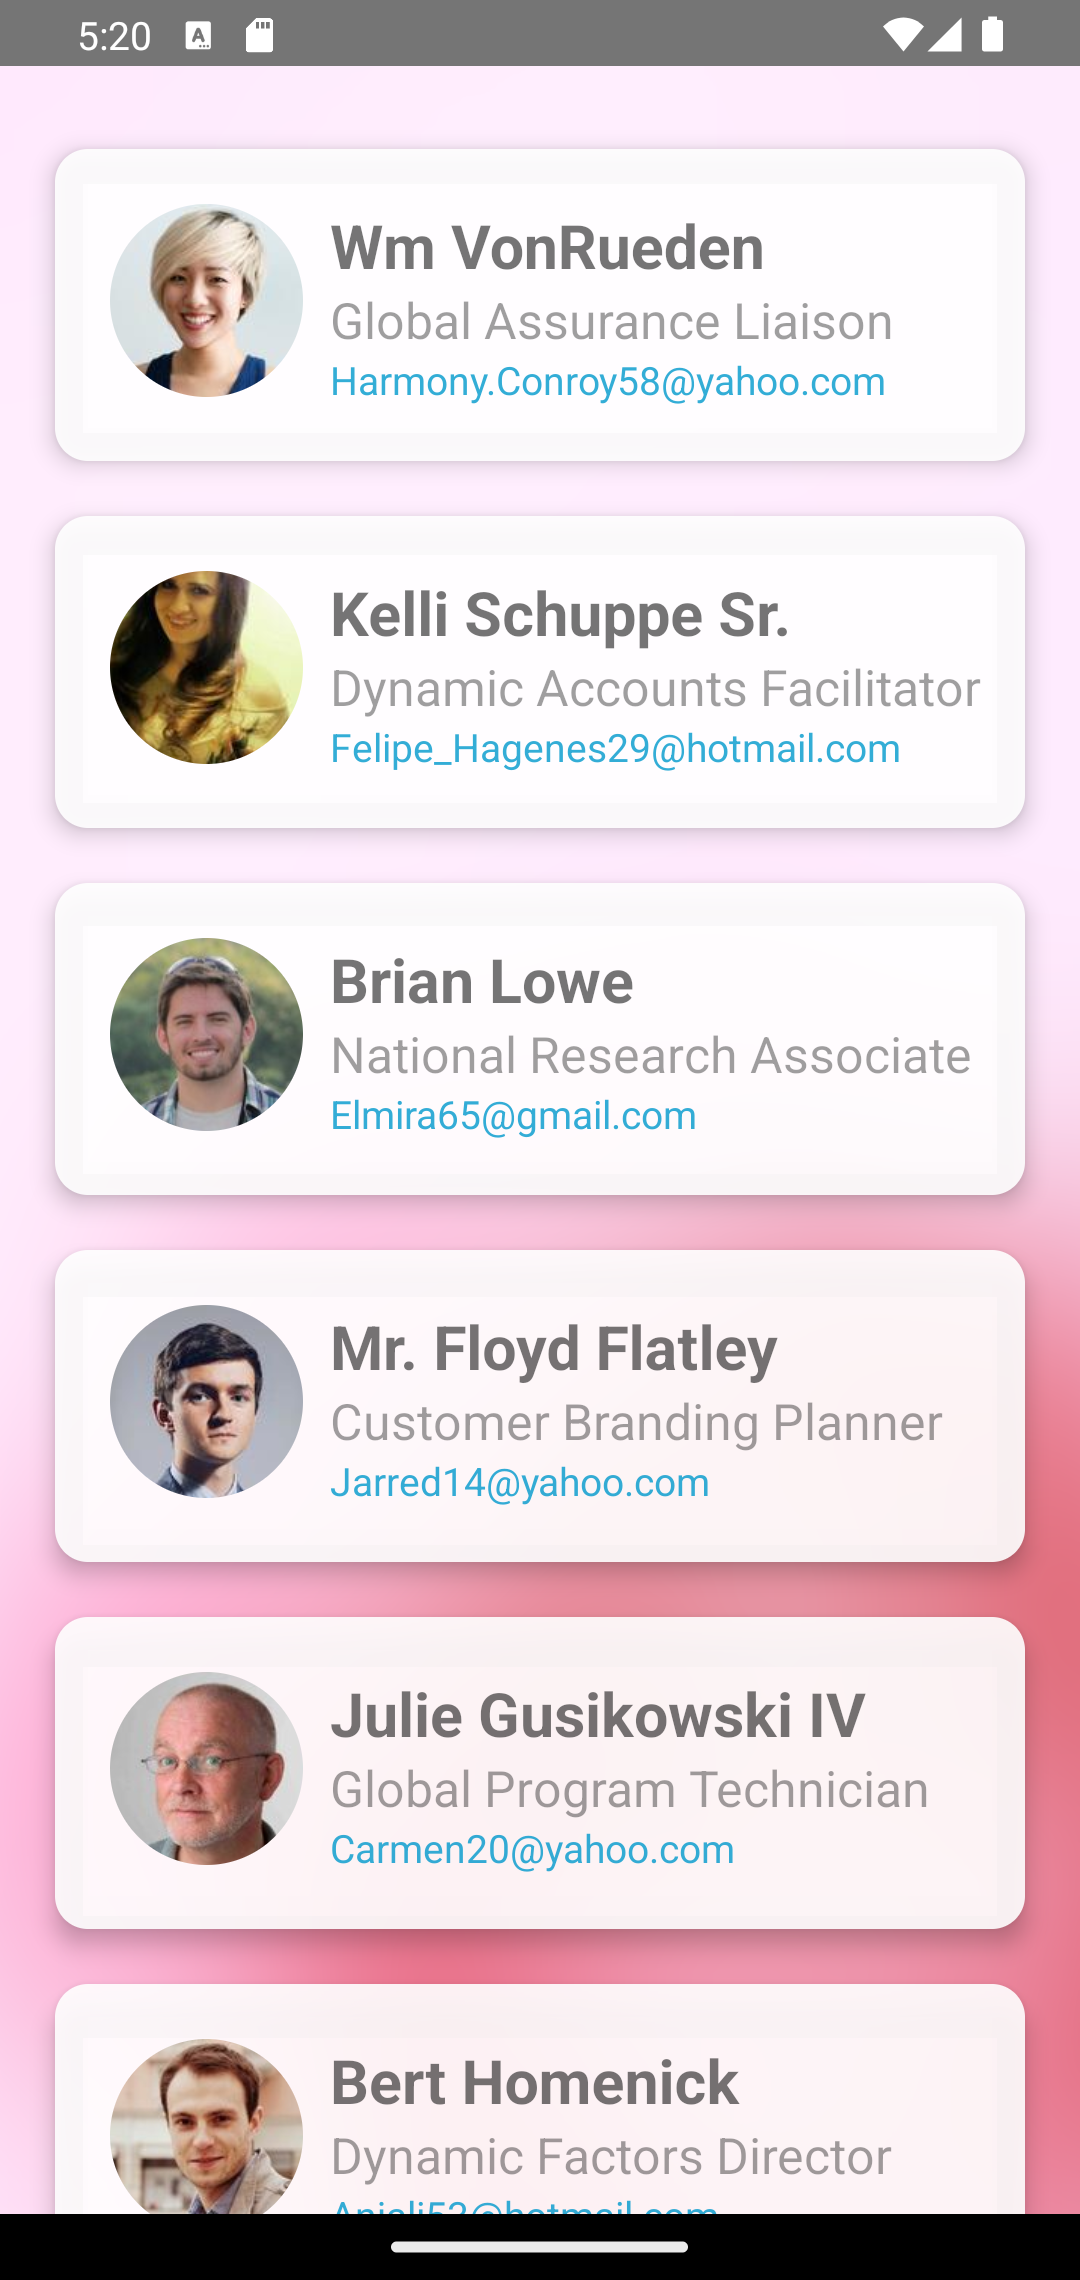 5:20
Wm VonRueden
Global Assurance Liaison
Harmony.Conroy58@yahoo.com
Kelli Schuppe Sr.
Dynamic Accounts Facilitator
Felipe_Hagenes29@hotmail.com
Brian Lowe
National Research Associate
Elmira65@gmail.com
Mr. Floyd Flatley
Customer Branding Planner
Jarred14@yahoo.com
Julie Gusikowski IV
Global Program Technician
Carmen20@yahoo.com
Bert Homenick
Dynamic Factors Director